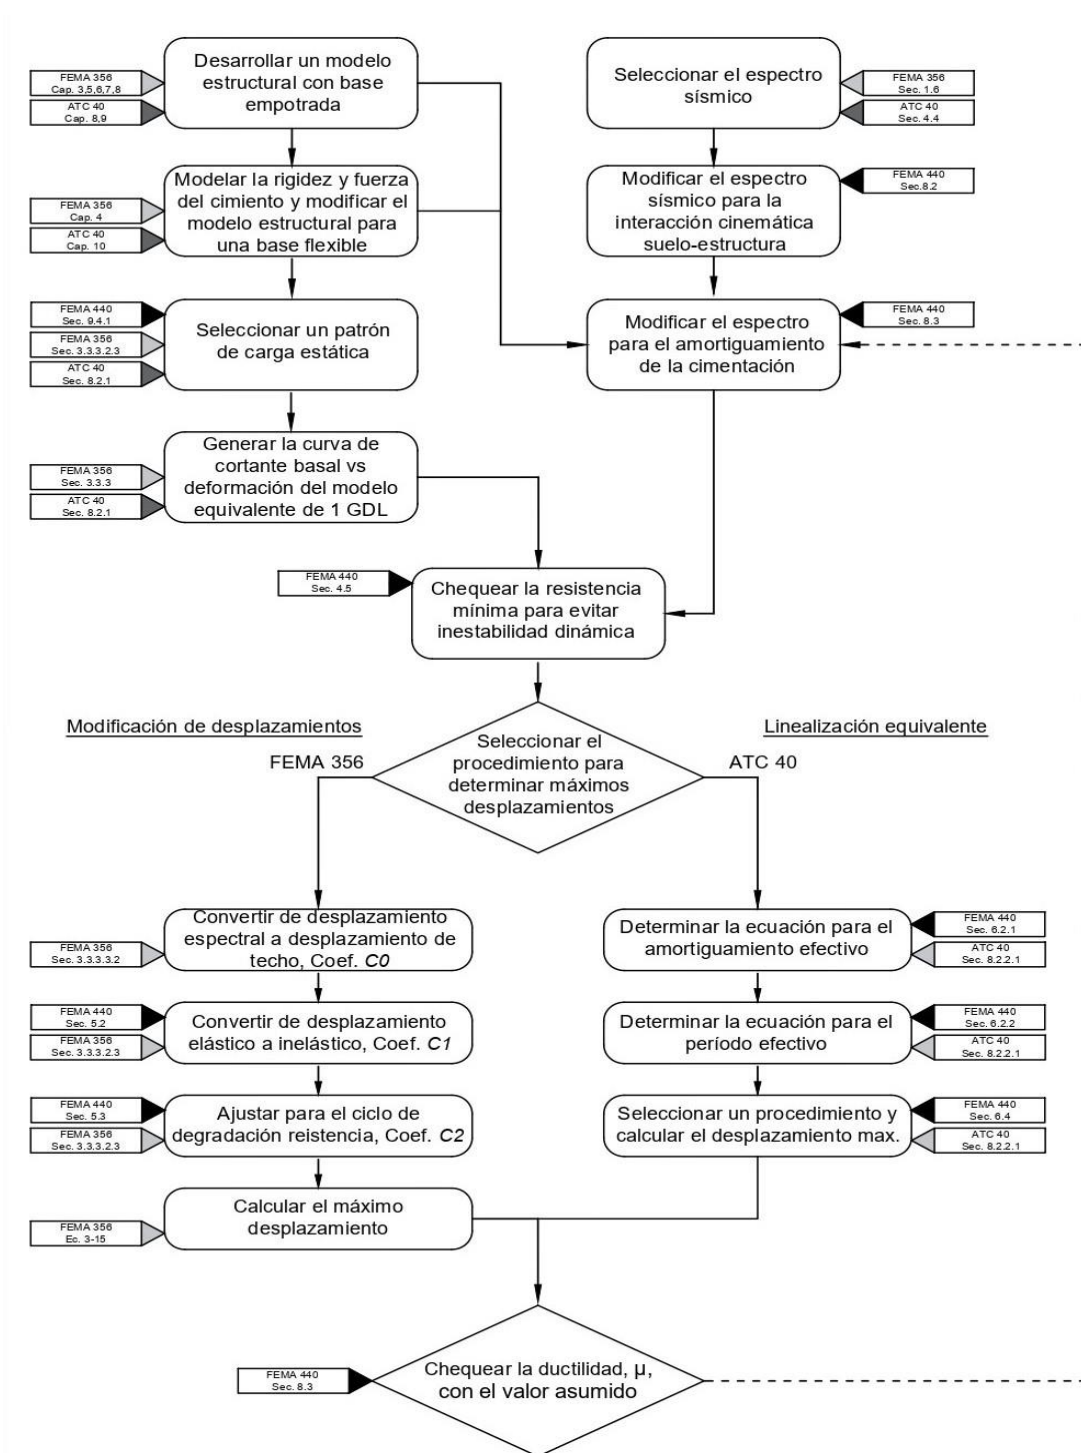 Desarrollar un modelo
estructural con base
empotrada
FEMA 356
Cap. 3,5,6,7,8
ATC 40
Cap. 8,9
Seleccionar el espectro
sísmico
FEMA 356
Sec. 1.6
ATC 40
Sec. 4.4
Modelar la rigidez y fuerza
del cimiento y modificar el
modelo estructural para
una base flexible
FEMA 356
Cap. 4
ATC 40
Cap. 10
Modificar el espectro
sísmico para la
interacción cinemática
suelo-estructura
FEMA 440
Sec.8.2
FEMA 440
Sec. 9.4.1
FEMA 356
Sec. 3.3.3.2.3
ATC 40
Sec. 8.2.1
Seleccionar un patrón
de carga estática
Modificar el espectro
para el amortiguamiento
de la cimentación
FEMA 440
Sec. 8.3
Generar la curva de
cortante basal vs
deformación del modelo
equivalente de 1 GDL
FEMA 356
Sec. 3.3.3
ATC 40
Sec. 8.2.1
FEMA 440
Sec. 4.5
Chequear la resistencia
mínima para evitar
inestabilidad dinámica
Modificación de desplazamientos
FEMA 356
Seleccionar el
procedimiento para
determinar máximos
desplazamientos
Linealización equivalente
ATC 40
Convertir de desplazamiento
espectral a desplazamiento de
techo, Coef. C0
FEMA 356
Sec. 3.3.3.3.2
Determinar la ecuación para el
amortiguamiento efectivo
FEMA 440
Sec. 6.2.1
ATC 40
Sec. 8.2.2.1
FEMA 440
Sec. 5.2
FEMA 356
Sec. 3.3.3.2.3
Convertir de desplazamiento
elástico a inelástico, Coef. C1
Determinar la ecuación para el
período efectivo
FEMA 440
Sec. 6.2.2
ATC 40
Sec. 8.2.2.1
FEMA 440
Sec. 5.3
FEMA 356
Sec. 3.3.3.2.3
Ajustar para el ciclo de
degradación reistencia, Coef. C2
Seleccionar un procedimiento y
calcular el desplazamiento max.
FEMA 440
Sec. 6.4
ATC 40
Sec. 8.2.2.1
Calcular el máximo
desplazamiento
FEMA 356
Ec. 3-15
FEMA 440
Sec. 8.3
Chequear la ductilidad, μ,
con el valor asumido